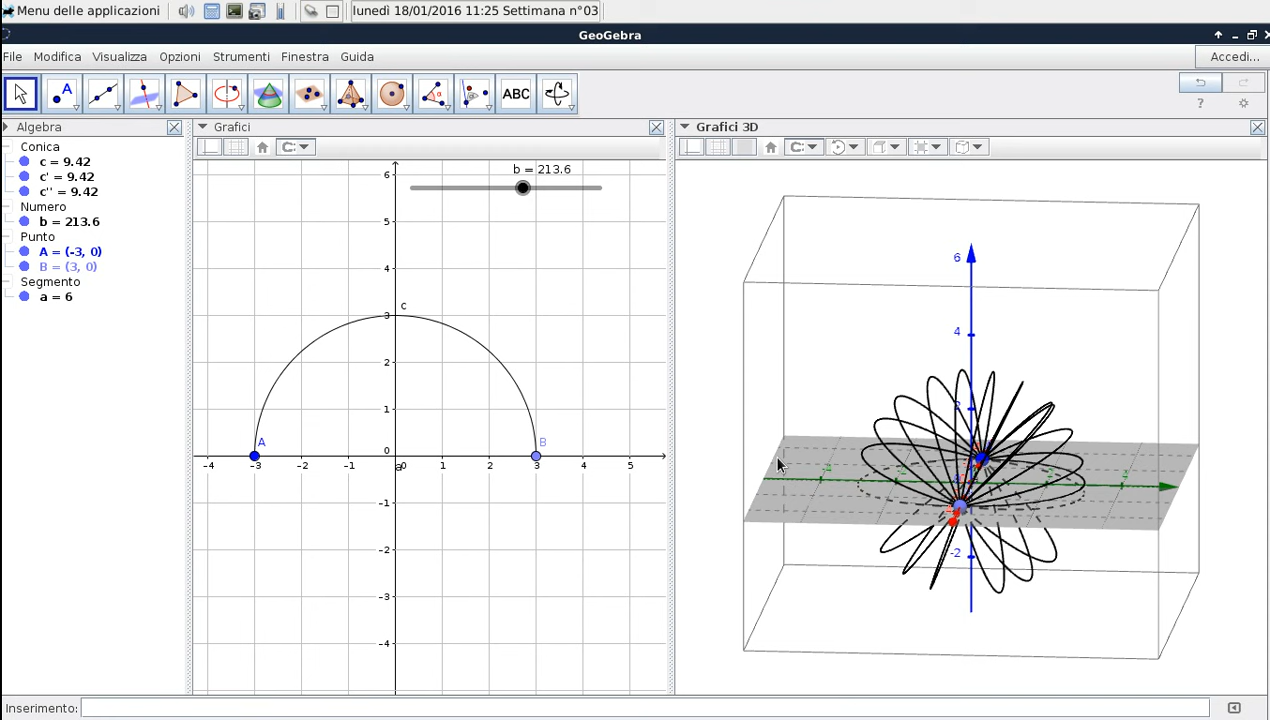 Menu delle applicazioni
lunedì 18/01/2016 11:25 Settimana n°03
GeoGebra
File Modifica Visualizza Opzioni Strumenti Finestra Guida
Accedi...
A
ABC
?
Algebra
Grafici
Grafici 3D
Conica
c = 9.42
c' = 9.42
c'' = 9.42
Numero
b = 213.6
Punto
A = (-3, 0)
B = (3, 0)
Segmento
a = 6
b = 213.6
6
5
4
c
3
2
1
A
B
0
-4 -3 -2 -1 0 1 2 3 4 5
a
-1
-2
-3
-4
6
4
2
-4
-2
Inserimento: